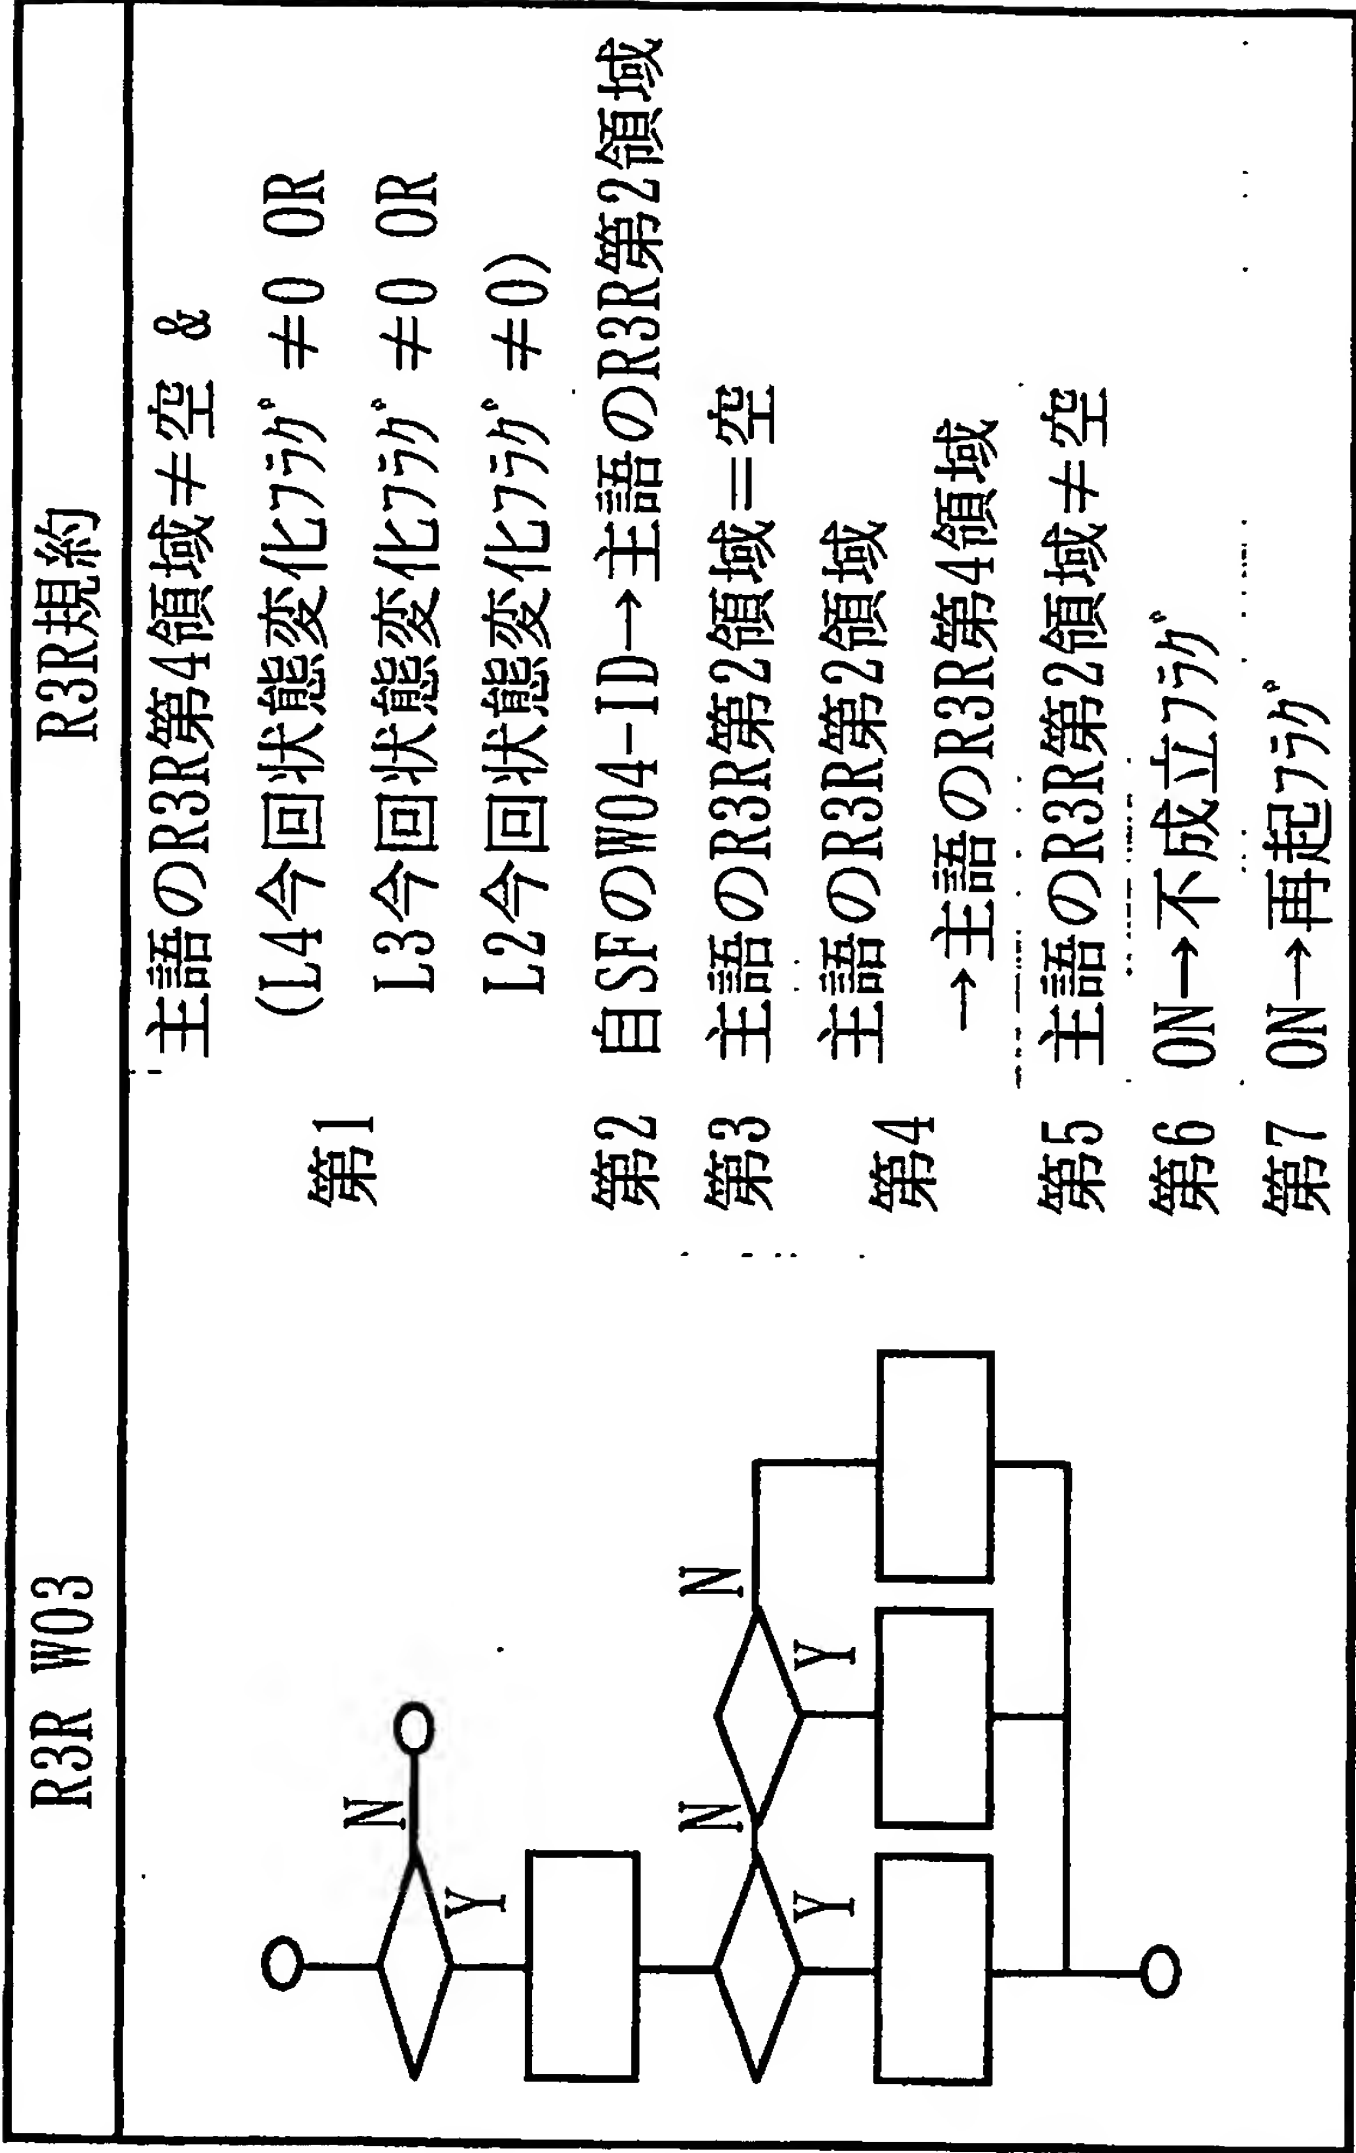 R3R W03
R3R規約
N
Y
N
N
Y
Y
主語のR3R第4領域≠空 &
第1
(L4今回状態変化ﾌﾗｸﾞ ≠0 OR
L3今回状態変化ﾌﾗｸﾞ ≠0 OR
L2今回状態変化ﾌﾗｸﾞ ≠0)
第2 自SFのW04-ID→主語のR3R第2領域
第3 主語のR3R第2領域=空
第4 主語のR3R第2領域
→主語のR3R第4領域
第5 主語のR3R第2領域≠空
第6 ON→不成立ﾌﾗｸﾞ
第7 ON→再起ﾌﾗｸﾞ